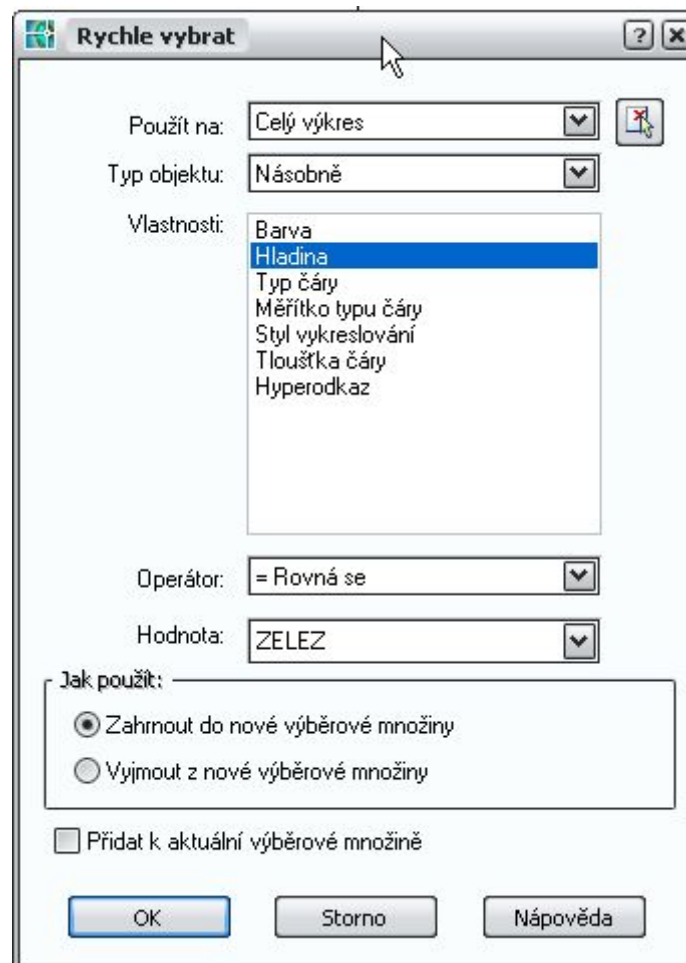 Rychle vybrat
Použít na: Celý výkres
Typ objektu: Násobně
Vlastnosti: Barva
Hladina
Typ čáry
Měřítko typu čáry
Styl vykreslování
Tloušťka čáry
Hyperodkaz
Operátor: = Rovná se
Hodnota: ZELEZ
Jak použít:
Zahrnout do nové výběrové množiny
Vyjmout z nové výběrové množiny
Přidat k aktuální výběrové množině
OK Storno Nápověda